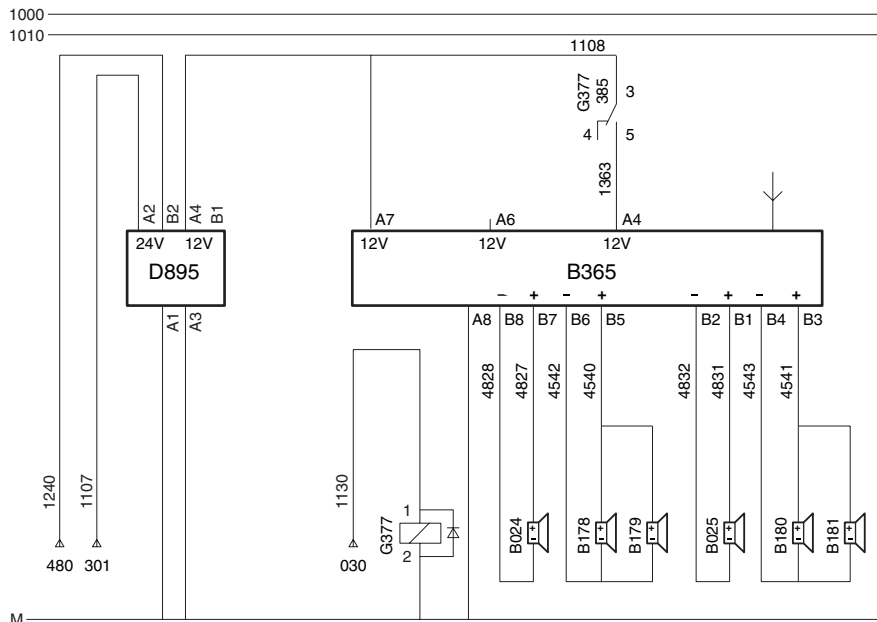 1000
1010
1108
G377
385
3
4
5
1363
A2
B2
A4
B1
A7
A6
A4
24V
12V
12V
12V
12V
D895
B365
- + - + - + - +
A1
A3
A8
B8
B7
B6
B5
B2
B1
B4
B3
4828
4827
4542
4540
4832
4831
4543
4541
1240
1107
1130
1
G377
2
B024
B178
B179
B025
B180
B181
+ -
+ -
+ -
+ -
+ -
+ -
480
301
030
M